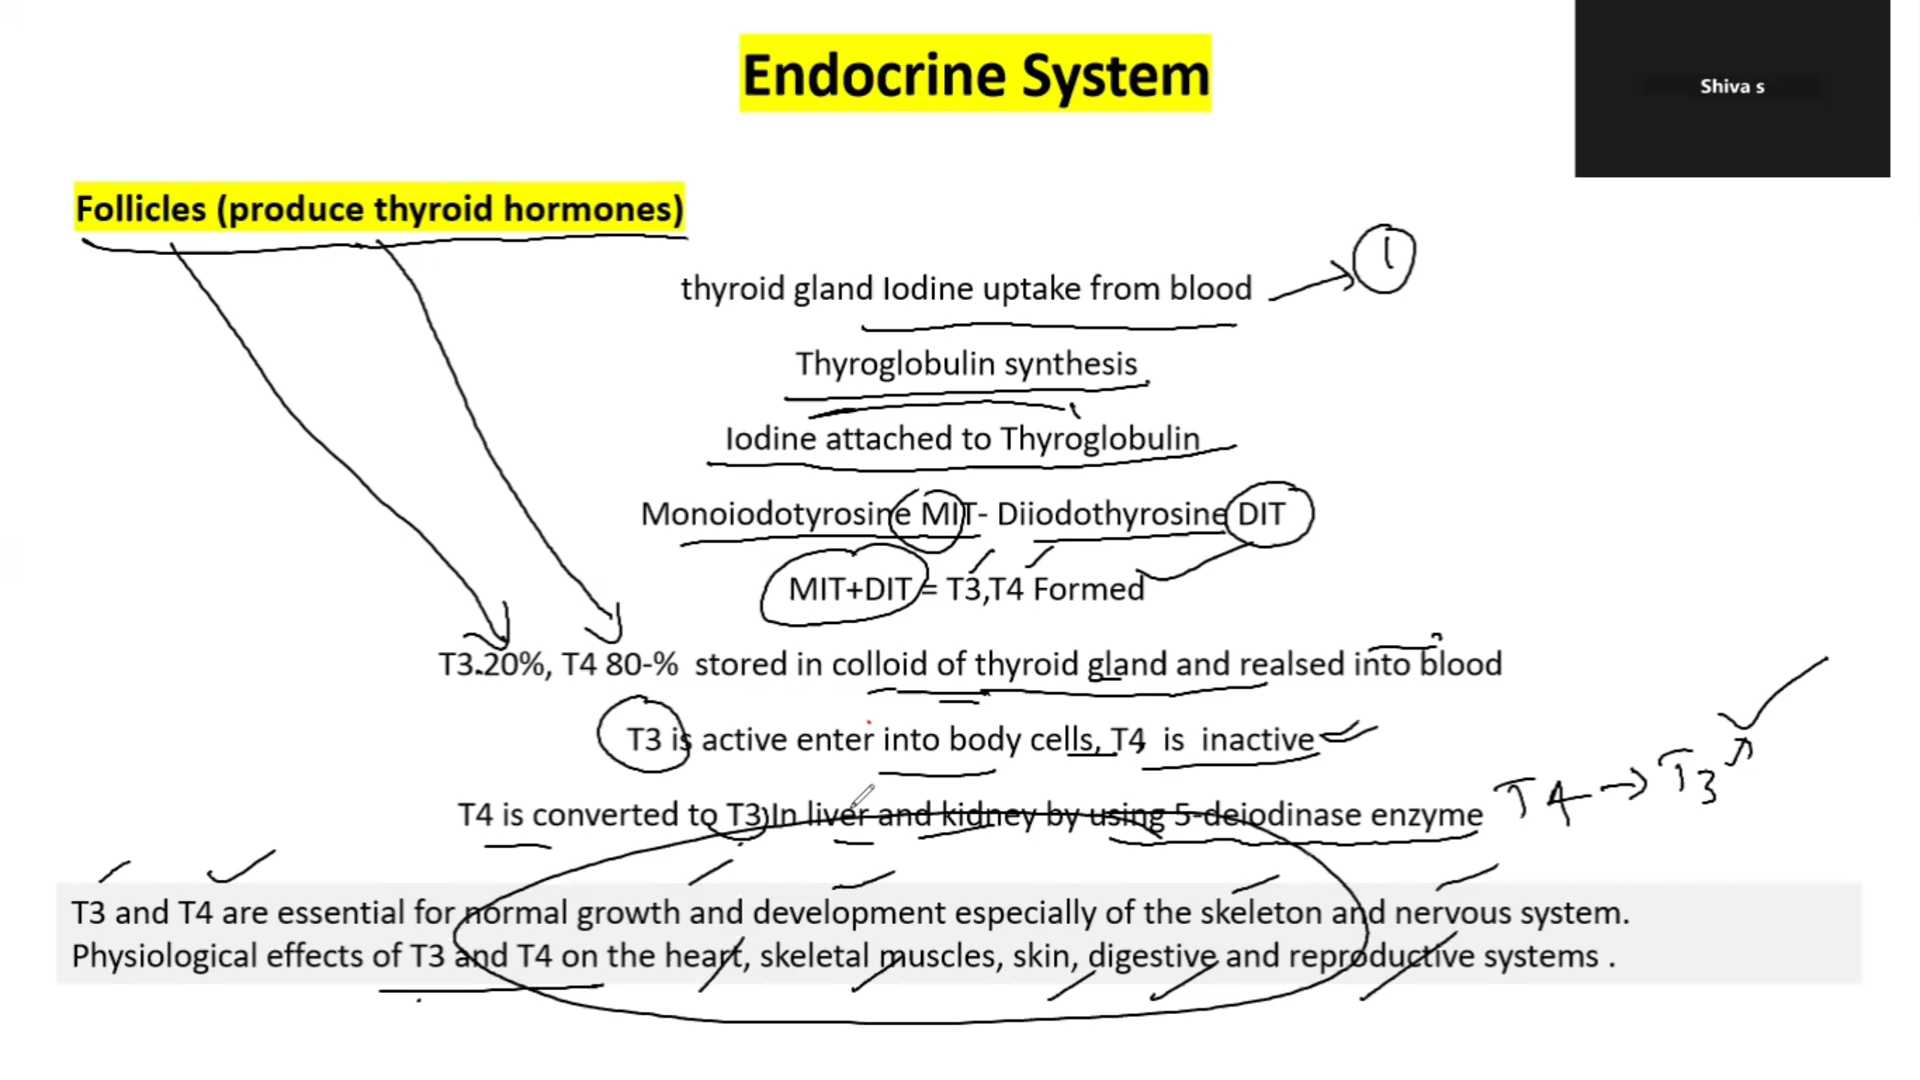 Endocrine System
Shiva s
Follicles (produce thyroid hormones)
1
thyroid gland Iodine uptake from blood
Thyroglobulin synthesis
Iodine attached to Thyroglobulin
Monoiodotyrosine MIT- Diiodothyrosine DIT
MIT+DIT = T3,T4 Formed
T3.20%, T4 80-% stored in colloid of thyroid gland and realsed into blood
T3 is active enter into body cells, T4 is inactive
T4 is converted to T3 In liver and kidney by using 5-deiodinase enzyme
T4 → T3
T3 and T4 are essential for normal growth and development especially of the skeleton and nervous system.
Physiological effects of T3 and T4 on the heart, skeletal muscles, skin, digestive and reproductive systems .